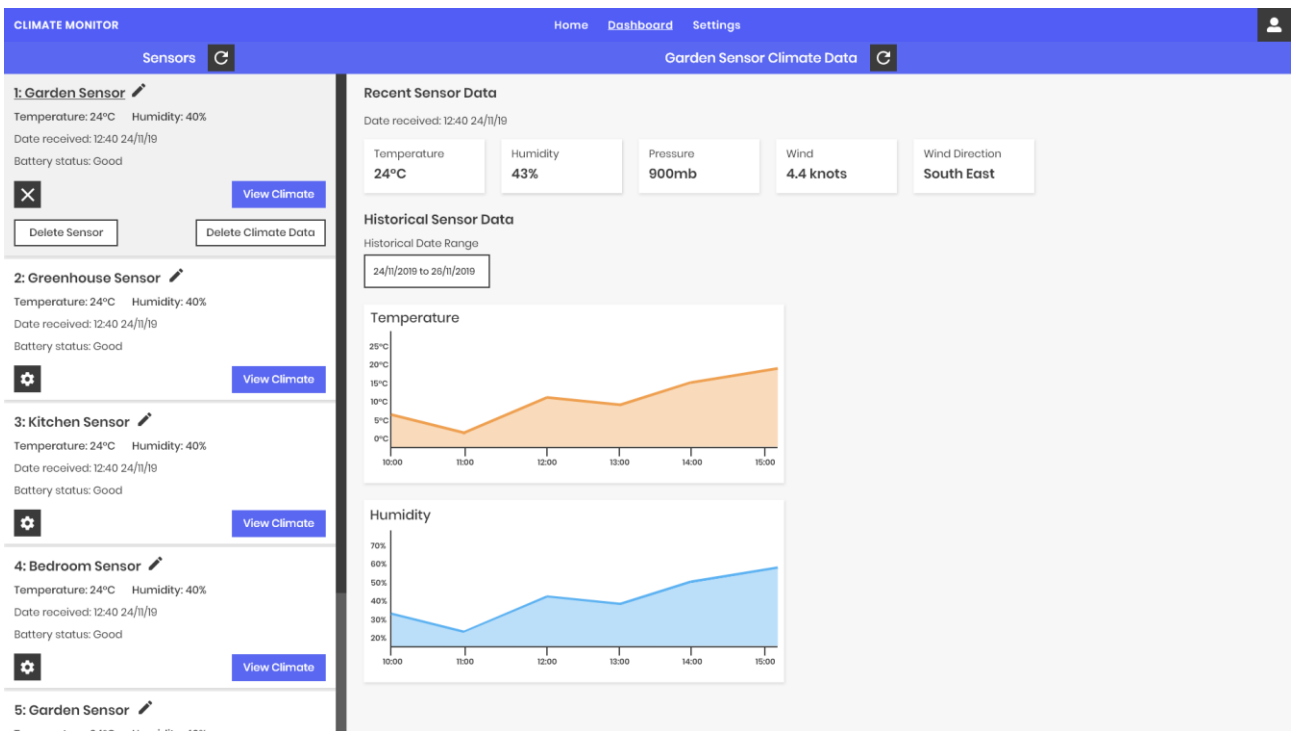 CLIMATE MONITOR
Home Dashboard Settings
Sensors
Garden Sensor Climate Data
1: Garden Sensor
Temperature: 24°C Humidity: 40%
Date received: 12:40 24/11/19
Battery status: Good
View Climate
Delete Sensor Delete Climate Data
2: Greenhouse Sensor
Temperature: 24°C Humidity: 40%
Date received: 12:40 24/11/19
Battery status: Good
View Climate
3: Kitchen Sensor
Temperature: 24°C Humidity: 40%
Date received: 12:40 24/11/19
Battery status: Good
View Climate
4: Bedroom Sensor
Temperature: 24°C Humidity: 40%
Date received: 12:40 24/11/19
Battery status: Good
View Climate
5: Garden Sensor
Recent Sensor Data
Date received: 12:40 24/11/19
Temperature
24°C
Humidity
43%
Pressure
900mb
Wind
4.4 knots
Wind Direction
South East
Historical Sensor Data
Historical Date Range
24/11/2019 to 26/11/2019
Temperature
25°C
20°C
15°C
10°C
5°C
0°C
10:00 11:00 12:00 13:00 14:00 15:00
Humidity
70%
60%
50%
40%
30%
20%
10:00 11:00 12:00 13:00 14:00 15:00